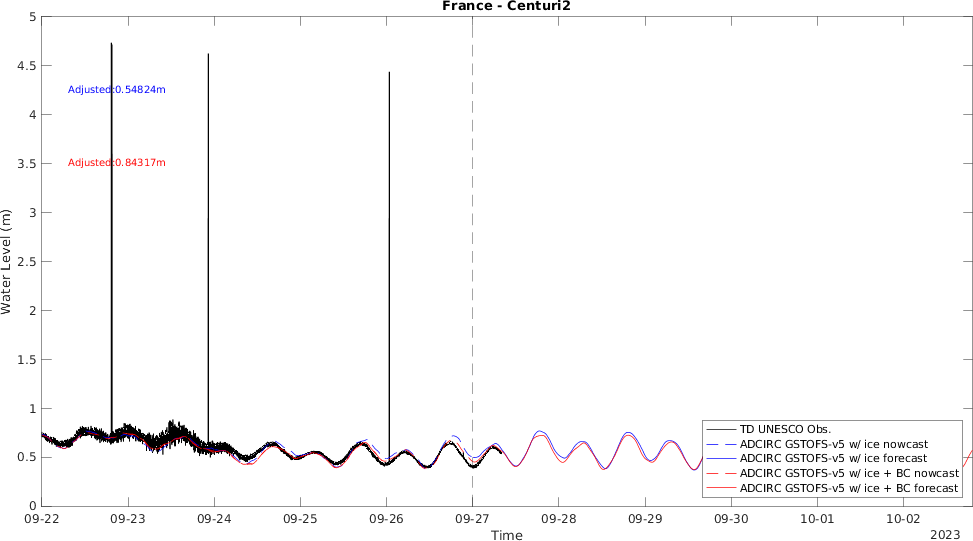 France - Centuri2
5
4.5
4
3.5
3
2.5
2
1.5
1
0.5
0
Water Level (m)
Adjusted:0.54824m
Adjusted:0.84317m
TD UNESCO Obs.
ADCIRC GSTOFS-v5 w/ ice nowcast
ADCIRC GSTOFS-v5 w/ ice forecast
ADCIRC GSTOFS-v5 w/ ice + BC nowcast
ADCIRC GSTOFS-v5 w/ ice + BC forecast
09-22 09-23 09-24 09-25 09-26 09-27 09-28 09-29 09-30 10-01 10-02
Time
2023